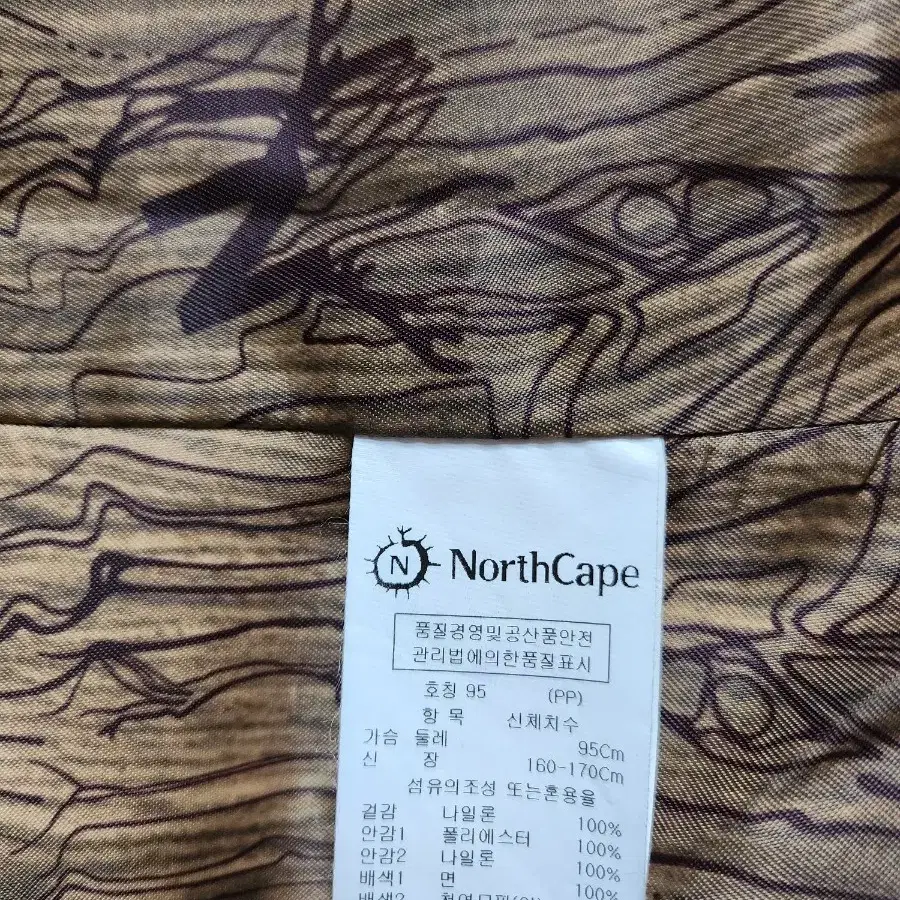 N NorthCape
품질경영및공산품안전
관리법에의한품질표시
호칭 95 (PP)
항 목 신체치수
가슴 둘레 95Cm
신 장 160-170Cm
섬유의조성 또는혼용율
겉감 나일론 100%
안감1 폴리에스터 100%
안감2 나일론 100%
배색1 면 100%
배색2